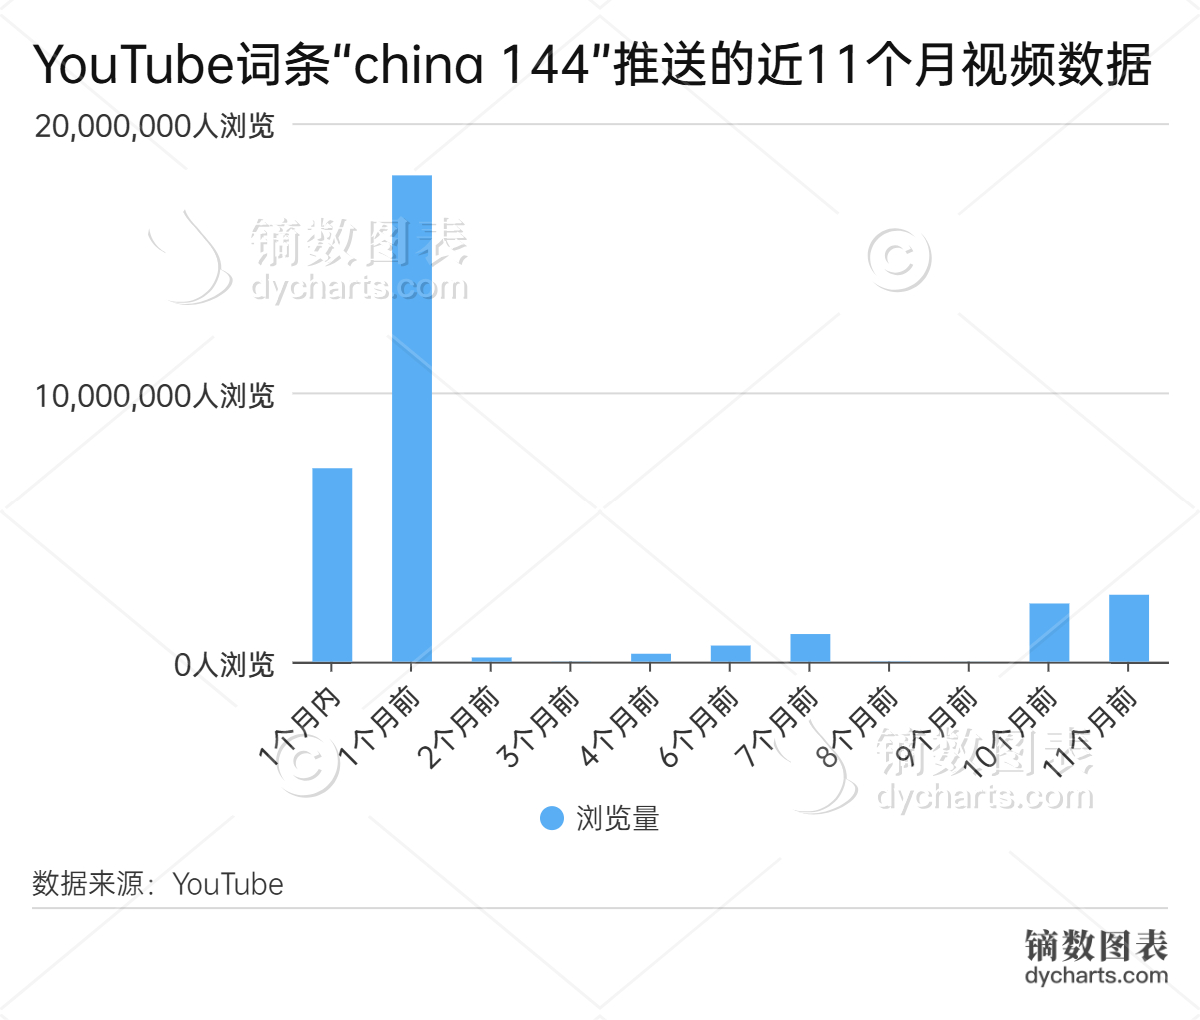 YouTube词条“china 144”推送的近11个月视频数据
20,000,000人浏览
10,000,000人浏览
0人浏览
1个月内
1个月前
2个月前
3个月前
4个月前
6个月前
7个月前
8个月前
9个月前
10个月前
11个月前
浏览量
数据来源：YouTube
镝数图表
dycharts.com
镝数图表
dycharts.com
©
©
镝数图表
dycharts.com